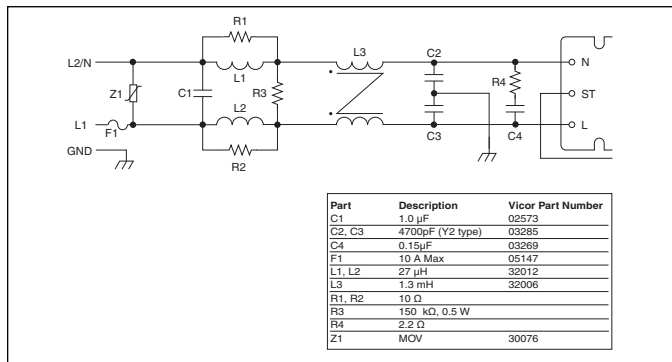 R1
L2/N
L1
L3
C2
N
Z1
C1
R3
R4
ST
L2
L1
F1
C3
C4
L
GND
R2
Part Description Vicor Part Number
C1 1.0 µF 02573
C2, C3 4700pF (Y2 type) 03285
C4 0.15µF 03269
F1 10 A Max 05147
L1, L2 27 µH 32012
L3 1.3 mH 32006
R1, R2 10 Ω
R3 150 kΩ, 0.5 W
R4 2.2 Ω
Z1 MOV 30076